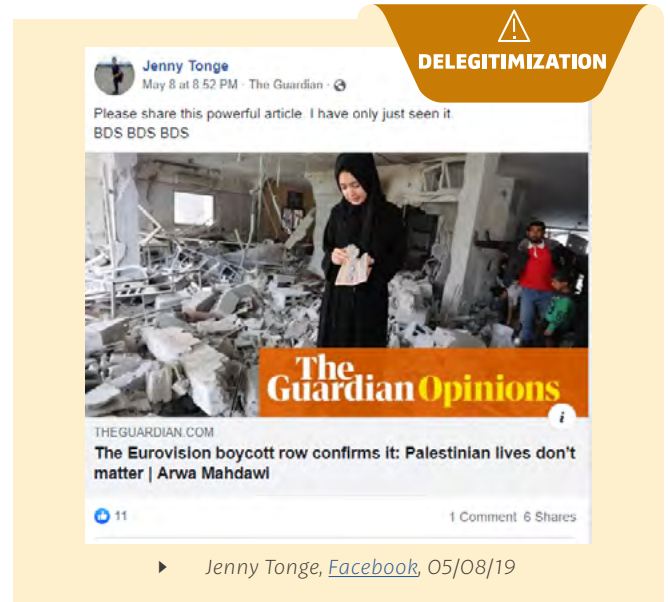 DELEGITIMIZATION
Jenny Tonge
May 8 at 8:52 PM · The Guardian ·
Please share this powerful article. I have only just seen it.
BDS BDS BDS
The
Guardian Opinions
i
THEGUARDIAN.COM
The Eurovision boycott row confirms it: Palestinian lives don't
matter | Arwa Mahdawi
11
1 Comment 6 Shares
Jenny Tonge, Facebook, 05/08/19